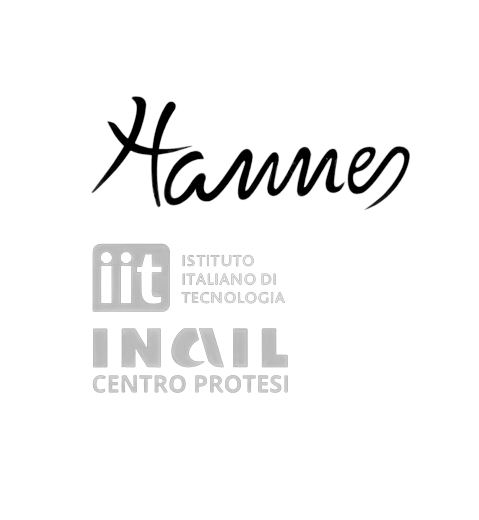 Hannes
iit
ISTITUTO
ITALIANO DI
TECNOLOGIA
INAIL
CENTRO PROTESI